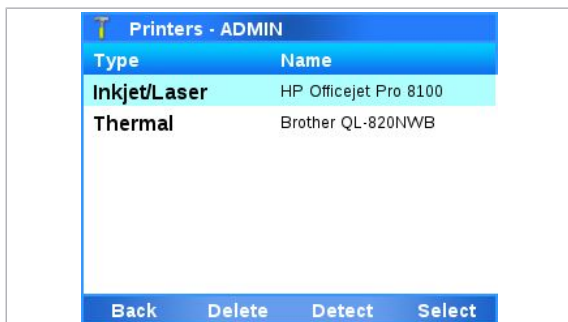 Printers - ADMIN
Type Name
Inkjet/Laser HP Officejet Pro 8100
Thermal Brother QL-820NWB
Back Delete Detect Select